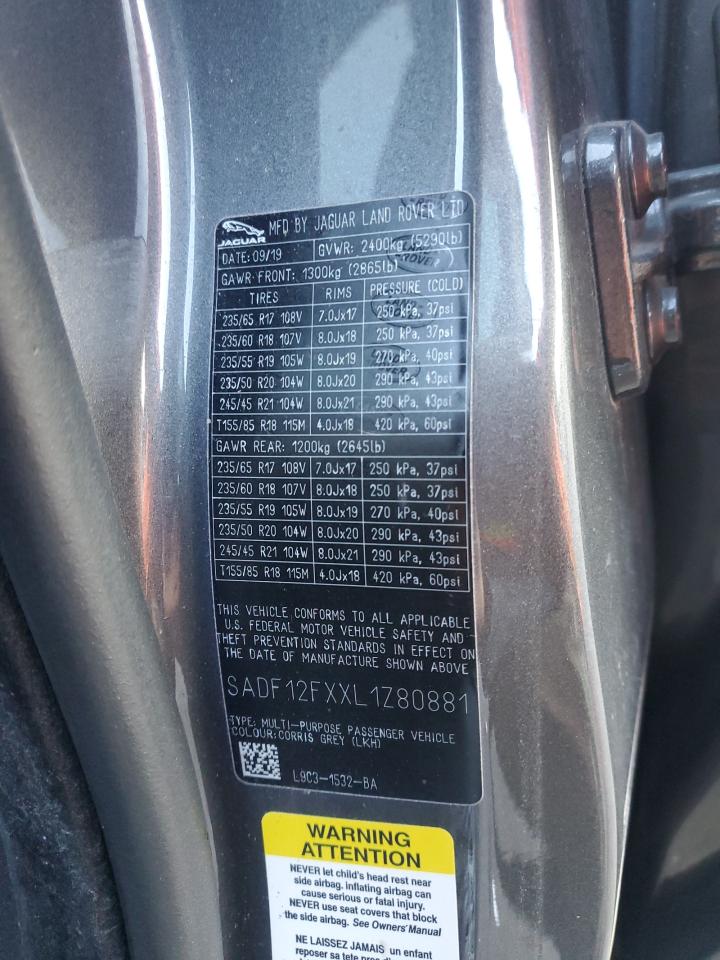 JAGUAR
MFD BY JAGUAR LAND ROVER LTD
DATE: 09/19 GVWR: 2400kg (5290lb)
GAWR FRONT: 1300kg (2865lb)
TIRES RIMS PRESSURE (COLD)
235/65 R17 108V 7.0Jx17 250 kPa, 37psi
235/60 R18 107V 8.0Jx18 250 kPa, 37psi
235/55 R19 105W 8.0Jx19 270 kPa, 40psi
235/50 R20 104W 8.0Jx20 290 kPa, 43psi
245/45 R21 104W 8.0Jx21 290 kPa, 43psi
T155/85 R18 115M 4.0Jx18 420 kPa, 60psi
GAWR REAR: 1200kg (2645lb)
235/65 R17 108V 7.0Jx17 250 kPa, 37psi
235/60 R18 107V 8.0Jx18 250 kPa, 37psi
235/55 R19 105W 8.0Jx19 270 kPa, 40psi
235/50 R20 104W 8.0Jx20 290 kPa, 43psi
245/45 R21 104W 8.0Jx21 290 kPa, 43psi
T155/85 R18 115M 4.0Jx18 420 kPa, 60psi
THIS VEHICLE CONFORMS TO ALL APPLICABLE
U.S. FEDERAL MOTOR VEHICLE SAFETY AND
THEFT PREVENTION STANDARDS IN EFFECT ON
THE DATE OF MANUFACTURE SHOWN ABOVE
SADF12FXXL1Z80881
TYPE: MULTI-PURPOSE PASSENGER VEHICLE
COLOUR:CORRIS GREY (LKH)
L9C3-1532-BA
WARNING
ATTENTION
NEVER let child's head rest near
side airbag. inflating airbag can
cause serious or fatal injury.
NEVER use seat covers that block
the side airbag. See Owners' Manual
NE LAISSEZ JAMAIS un enfant
reposer sa tete pres